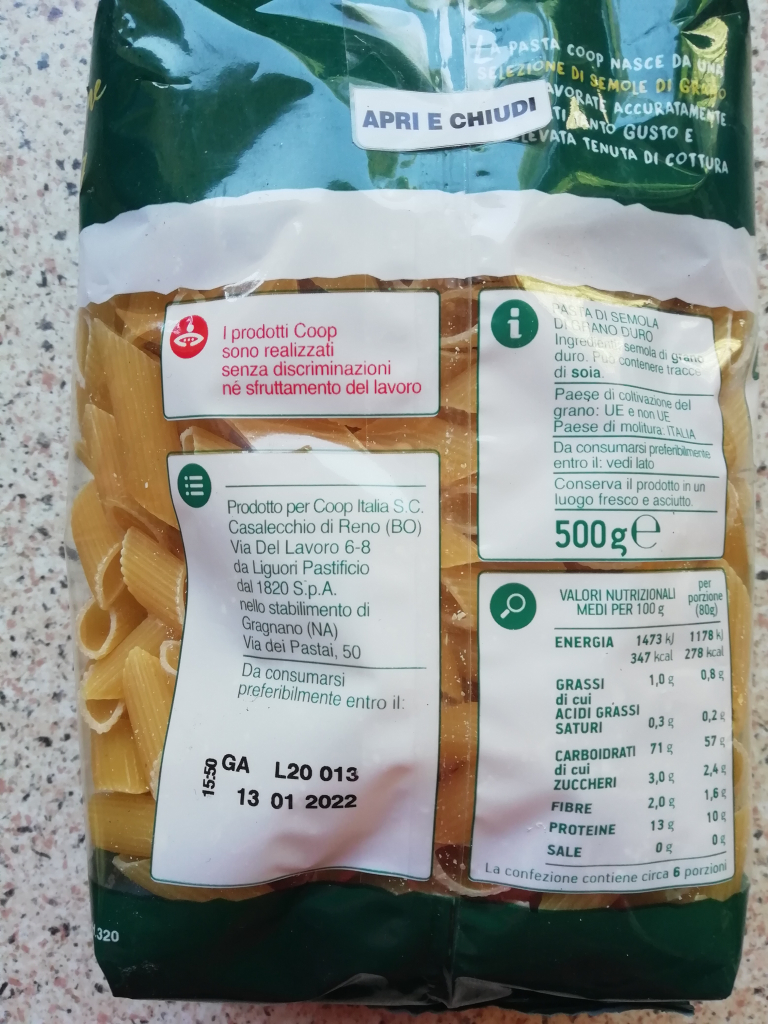 LA PASTA COOP NASCE DA UNA
SELEZIONE DI SEMOLE DI GRANO
ACCURATAMENTE
GUSTO E
TENUTA DI COTTURA
APRI E CHIUDI
I prodotti Coop
sono realizzati
senza discriminazioni
né sfruttamento del lavoro
PASTA DI SEMOLA
DI GRANO DURO
Ingredienti: semola di grano
duro. Può contenere tracce
di soia.
Paese di coltivazione del
grano: UE e non UE
Paese di molitura: ITALIA
Da consumarsi preferibilmente
entro il: vedi lato
Conserva il prodotto in un
luogo fresco e asciutto.
500 g e
Prodotto per Coop Italia S.C.
Casalecchio di Reno (BO)
Via Del Lavoro 6-8
da Liguori Pastificio
dal 1820 S.p.A.
nello stabilimento di
Gragnano (NA)
Via dei Pastai, 50
Da consumarsi
preferibilmente entro il:
15:50 GA L20 013
13 01 2022
VALORI NUTRIZIONALI
MEDI PER 100 g
per
porzione
(80g)
ENERGIA 1473 kJ 1178 kJ
347 kcal 278 kcal
GRASSI 1,0 g 0,8 g
di cui
ACIDI GRASSI
SATURI 0,3 g 0,2 g
CARBOIDRATI 71 g 57 g
di cui
ZUCCHERI 3,0 g 2,4 g
FIBRE 2,0 g 1,6 g
PROTEINE 13 g 10 g
SALE 0 g 0 g
La confezione contiene circa 6 porzioni
.320